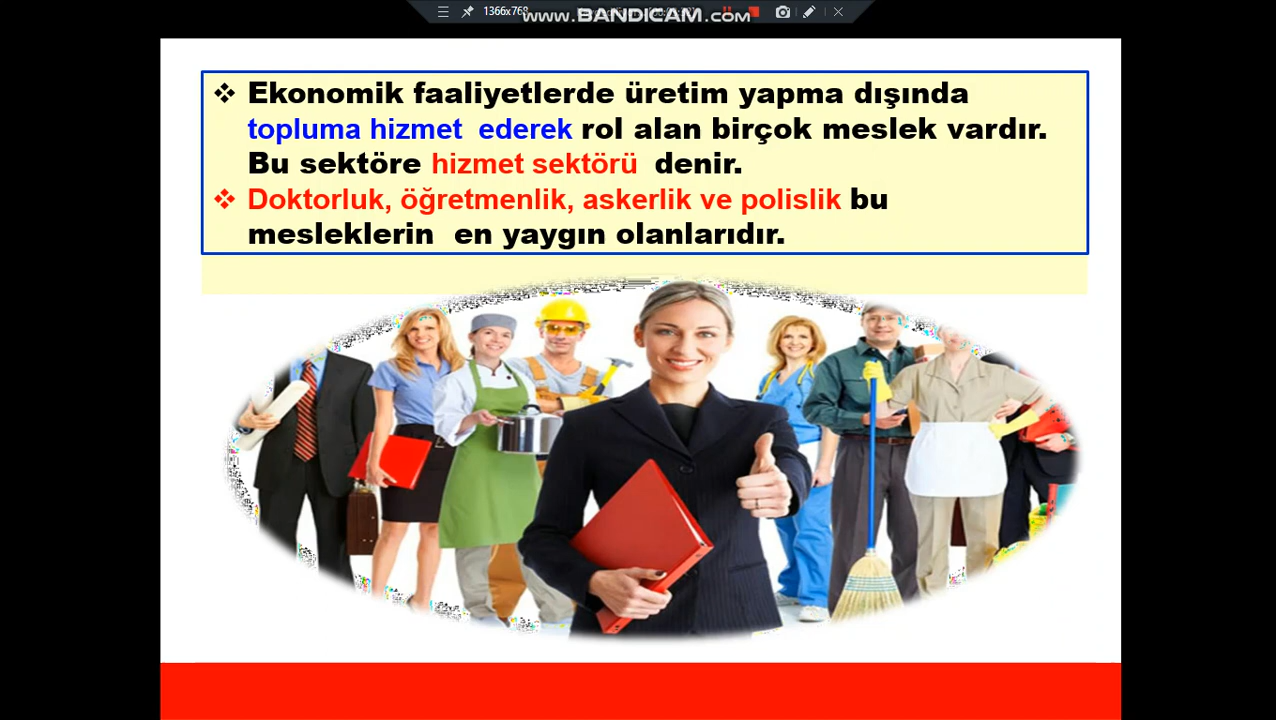 1366x768
www.BANDICAM.com
❖ Ekonomik faaliyetlerde üretim yapma dışında
topluma hizmet ederek rol alan birçok meslek vardır.
Bu sektöre hizmet sektörü denir.
❖ Doktorluk, öğretmenlik, askerlik ve polislik bu
mesleklerin en yaygın olanlarıdır.